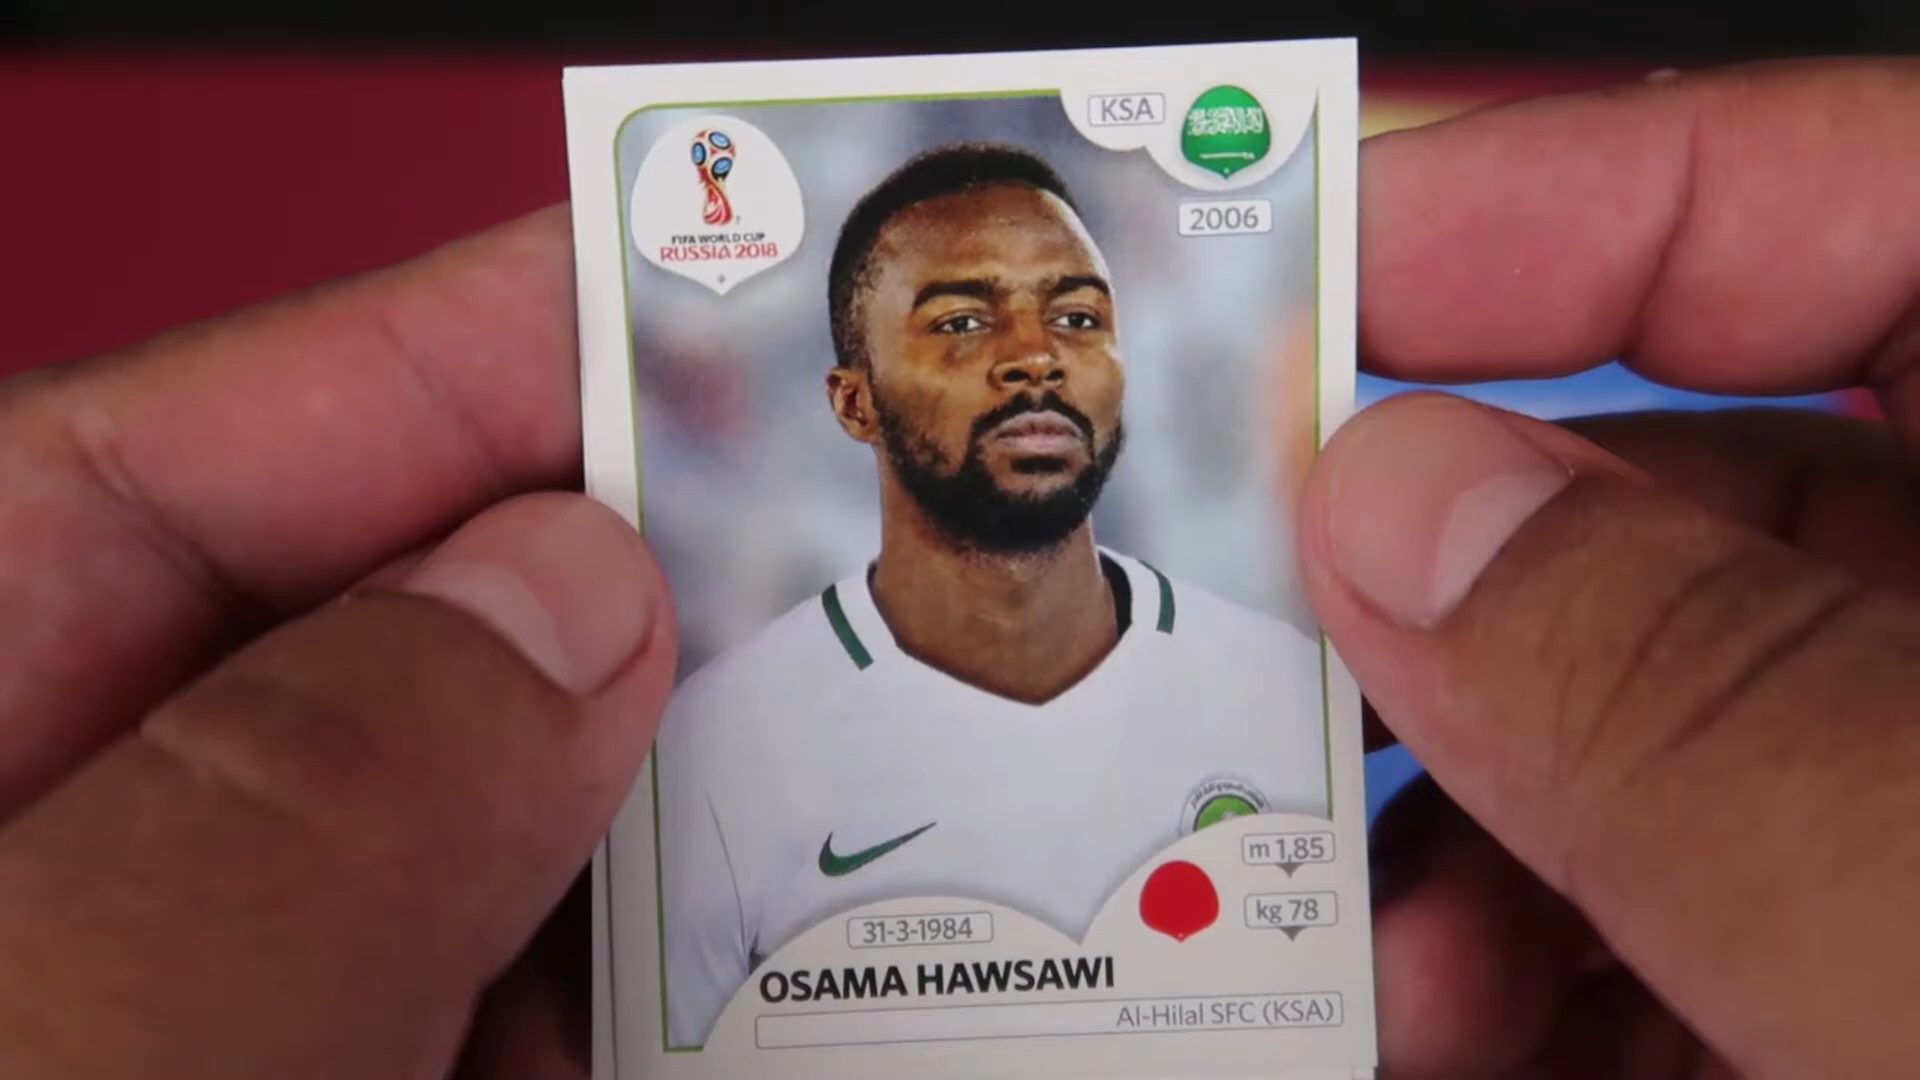 KSA
2006
FIFA WORLD CUP
RUSSIA 2018
m 1,85
kg 78
31-3-1984
OSAMA HAWSAWI
Al-Hilal SFC (KSA)